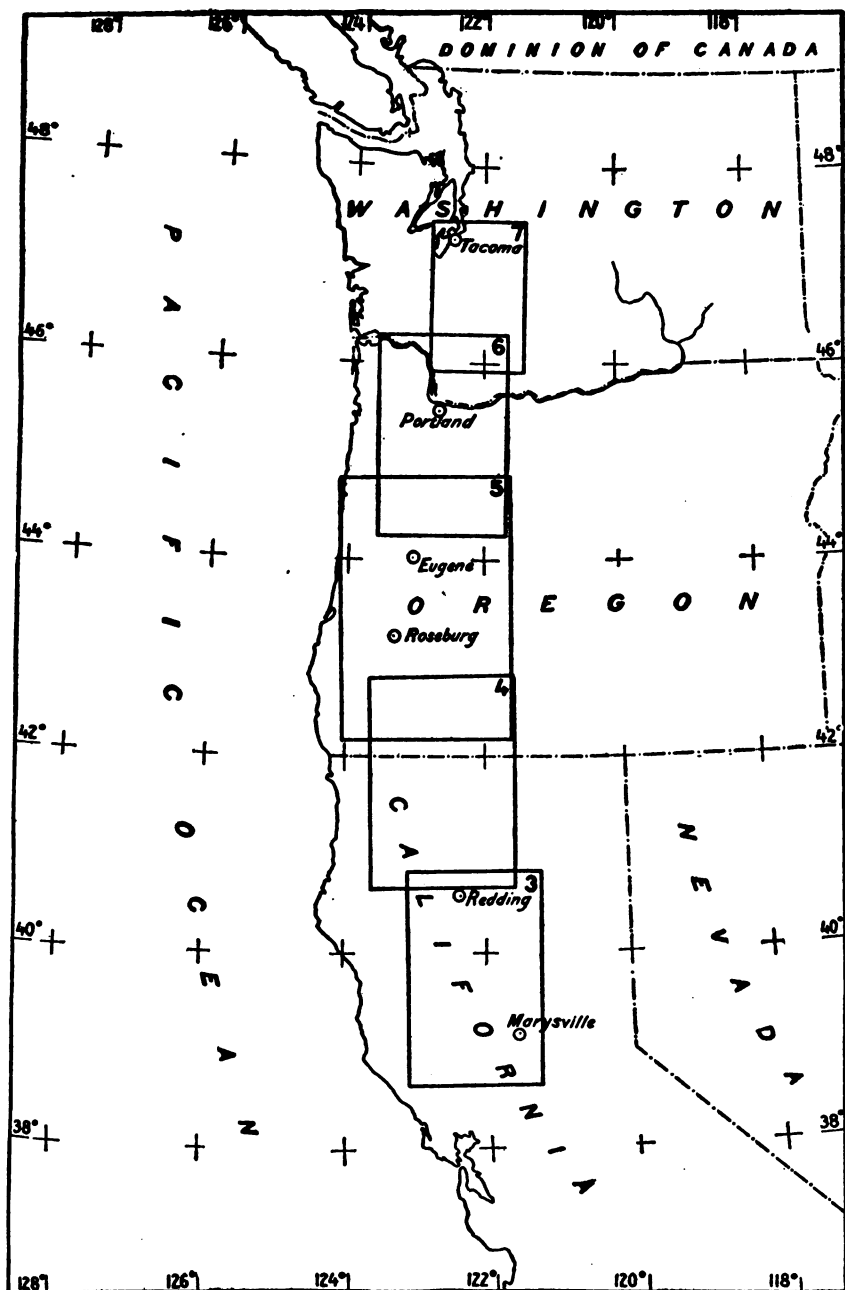 128° 126° 124° 122° 120° 118°
DOMINION OF CANADA
48° 48°
WASHINGTON
7
Tacoma
PACIFIC OCEAN
46° 46°
6
Portland
5
44° 44°
Eugene
OREGON
Roseburg
4
42° 42°
CALIFORNIA
NEVADA
3
Redding
40° 40°
Marysville
38° 38°
128° 126° 124° 122° 120° 118°